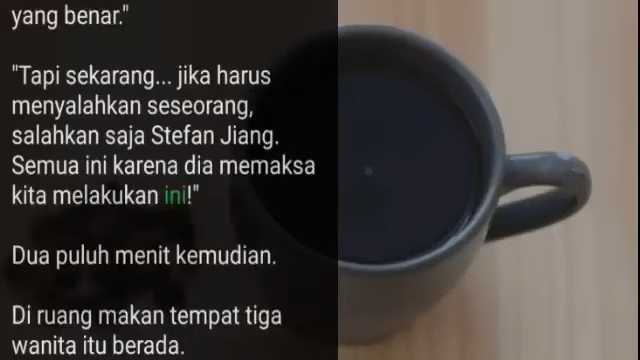 yang benar."
"Tapi sekarang... jika harus
menyalahkan seseorang,
salahkan saja Stefan Jiang.
Semua ini karena dia memaksa
kita melakukan ini!"
Dua puluh menit kemudian.
Di ruang makan tempat tiga
wanita itu berada.